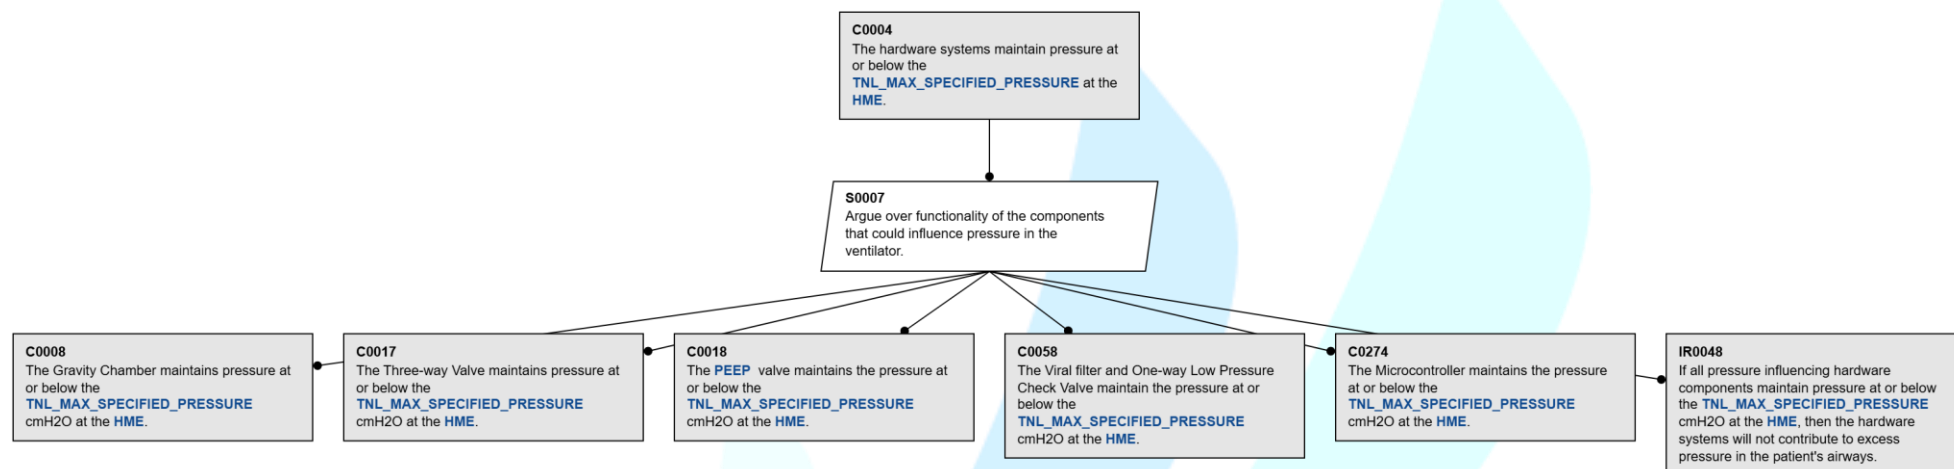 C0004
The hardware systems maintain pressure at
or below the
TNL_MAX_SPECIFIED_PRESSURE at the
HME.
S0007
Argue over functionality of the components
that could influence pressure in the
ventilator.
C0008
The Gravity Chamber maintains pressure at
or below the
TNL_MAX_SPECIFIED_PRESSURE
cmH2O at the HME.
C0017
The Three-way Valve maintains pressure at
or below the
TNL_MAX_SPECIFIED_PRESSURE
cmH2O at the HME.
C0018
The PEEP valve maintains the pressure at
or below the
TNL_MAX_SPECIFIED_PRESSURE
cmH2O at the HME.
C0058
The Viral filter and One-way Low Pressure
Check Valve maintain the pressure at or
below the
TNL_MAX_SPECIFIED_PRESSURE
cmH2O at the HME.
C0274
The Microcontroller maintains the pressure
at or below the
TNL_MAX_SPECIFIED_PRESSURE
cmH2O at the HME.
IR0048
If all pressure influencing hardware
components maintain pressure at or below
the TNL_MAX_SPECIFIED_PRESSURE
cmH2O at the HME, then the hardware
systems will not contribute to excess
pressure in the patient's airways.